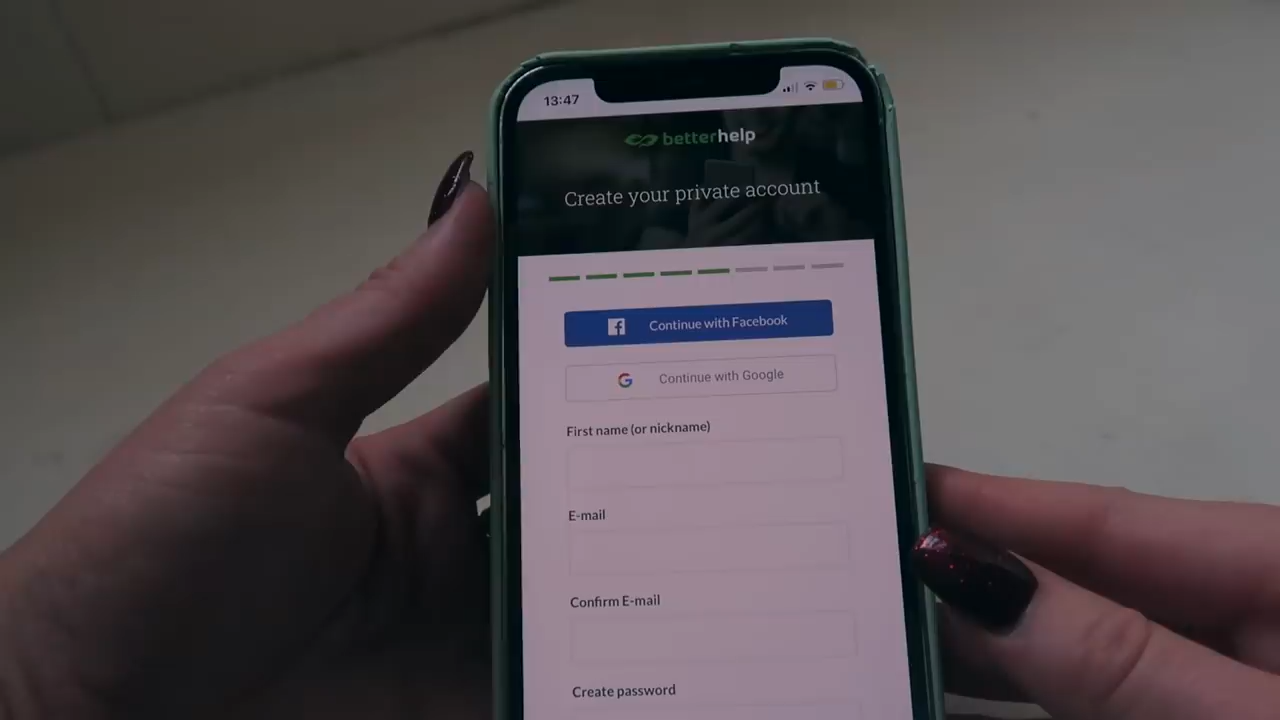 13:47
betterhelp
Create your private account
Continue with Facebook
Continue with Google
First name (or nickname)
E-mail
Confirm E-mail
Create password